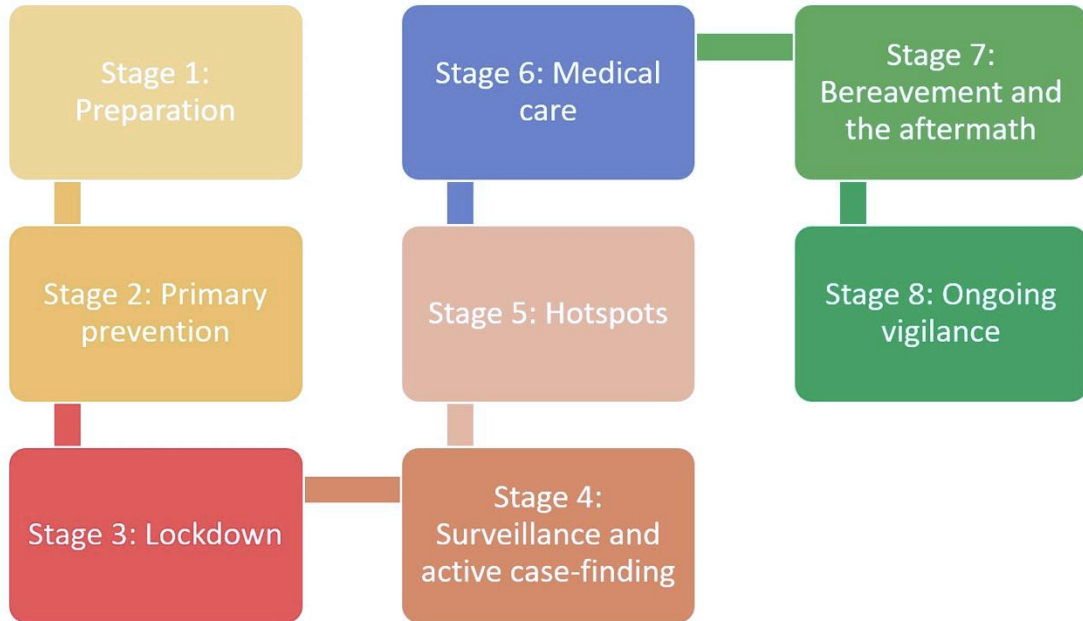 Stage 1:
Preparation
Stage 2: Primary
prevention
Stage 3: Lockdown
Stage 4:
Surveillance and
active case-finding
Stage 5: Hotspots
Stage 6: Medical
care
Stage 7:
Bereavement and
the aftermath
Stage 8: Ongoing
vigilance